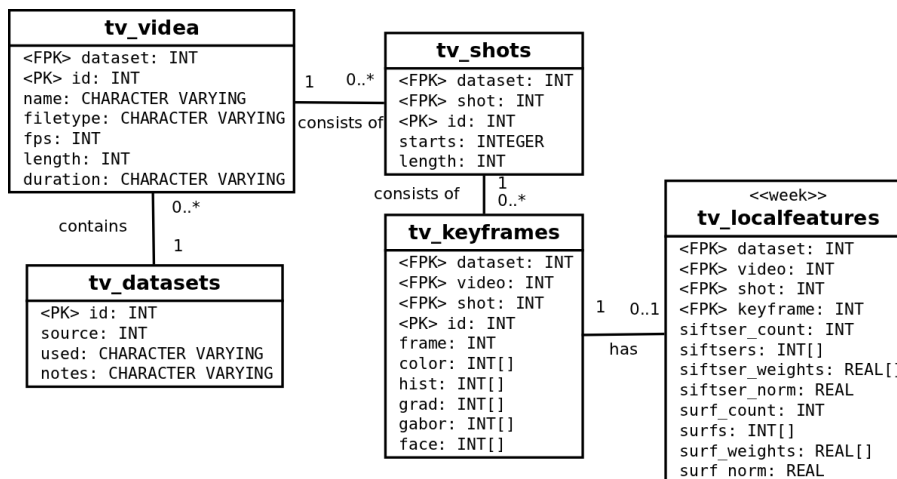 tv_videa
<FPK> dataset: INT
<PK> id: INT
name: CHARACTER VARYING
filetype: CHARACTER VARYING
fps: INT
length: INT
duration: CHARACTER VARYING
1
0..*
consists of
tv_shots
<FPK> dataset: INT
<FPK> shot: INT
<PK> id: INT
starts: INTEGER
length: INT
contains
0..*
1
consists of
1
0..*
tv_datasets
<PK> id: INT
source: INT
used: CHARACTER VARYING
notes: CHARACTER VARYING
tv_keyframes
<FPK> dataset: INT
<FPK> video: INT
<FPK> shot: INT
<PK> id: INT
frame: INT
color: INT[]
hist: INT[]
grad: INT[]
gabor: INT[]
face: INT[]
1
0..1
has
<<week>>
tv_localfeatures
<FPK> dataset: INT
<FPK> video: INT
<FPK> shot: INT
<FPK> keyframe: INT
siftser_count: INT
siftsers: INT[]
siftser_weights: REAL[]
siftser_norm: REAL
surf_count: INT
surfs: INT[]
surf_weights: REAL[]
surf_norm: REAL